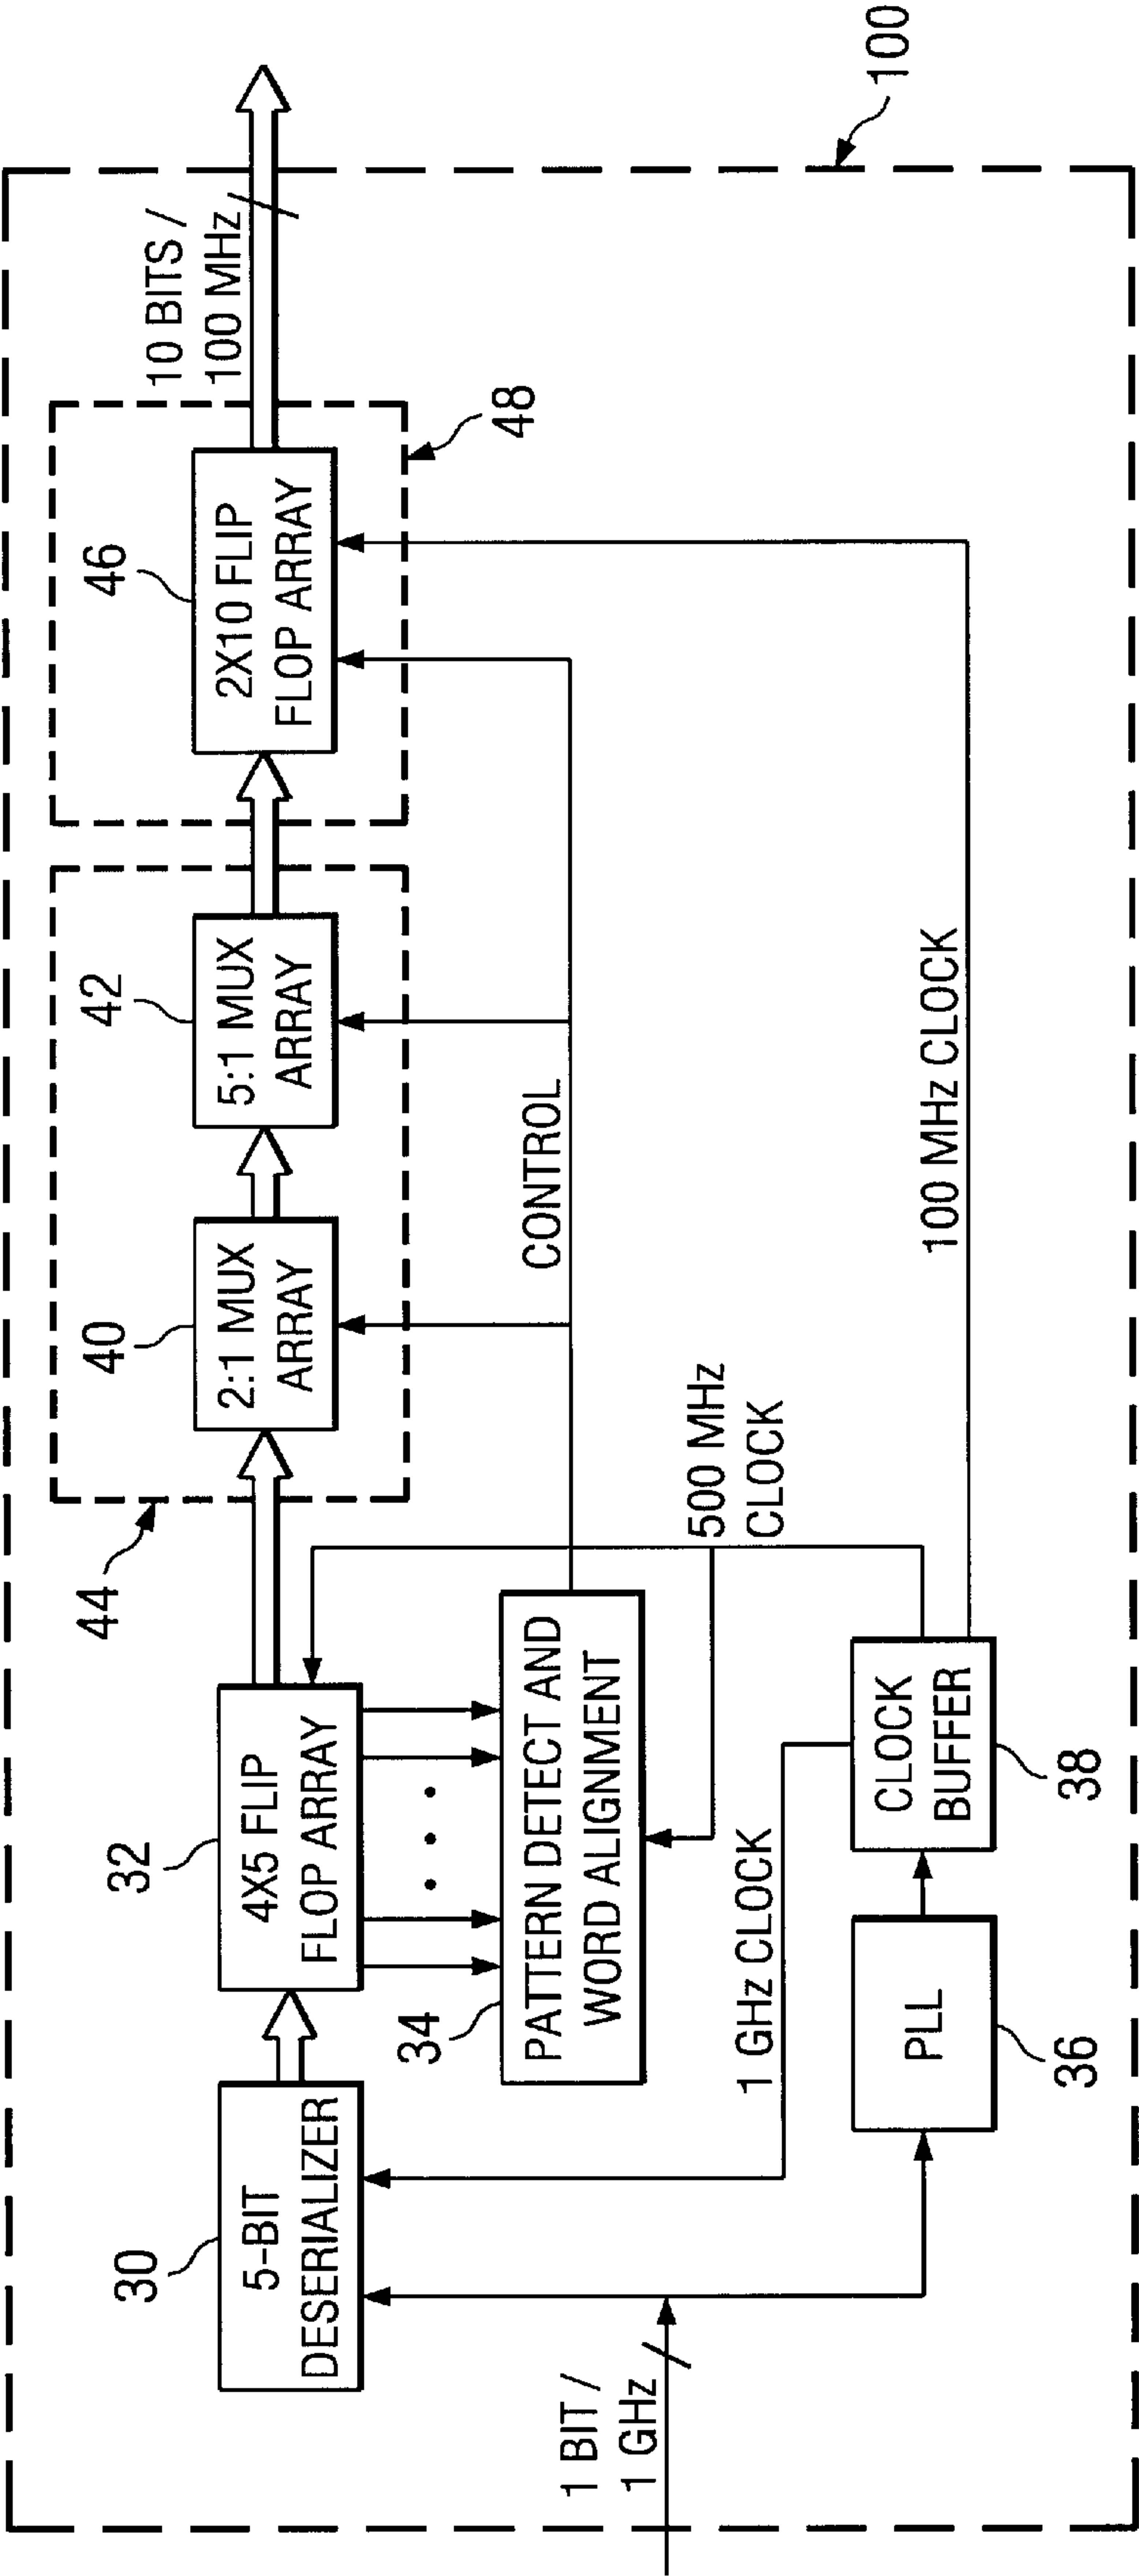 10 BITS /
100 MHz
100
46
2X10 FLIP
FLOP ARRAY
48
42
5:1 MUX
ARRAY
40
2:1 MUX
ARRAY
44
CONTROL
100 MHz CLOCK
500 MHz
CLOCK
32
4X5 FLIP
FLOP ARRAY
34
PATTERN DETECT AND
WORD ALIGNMENT
CLOCK
BUFFER
38
1 GHz CLOCK
PLL
36
30
5-BIT
DESERIALIZER
1 BIT /
1 GHz